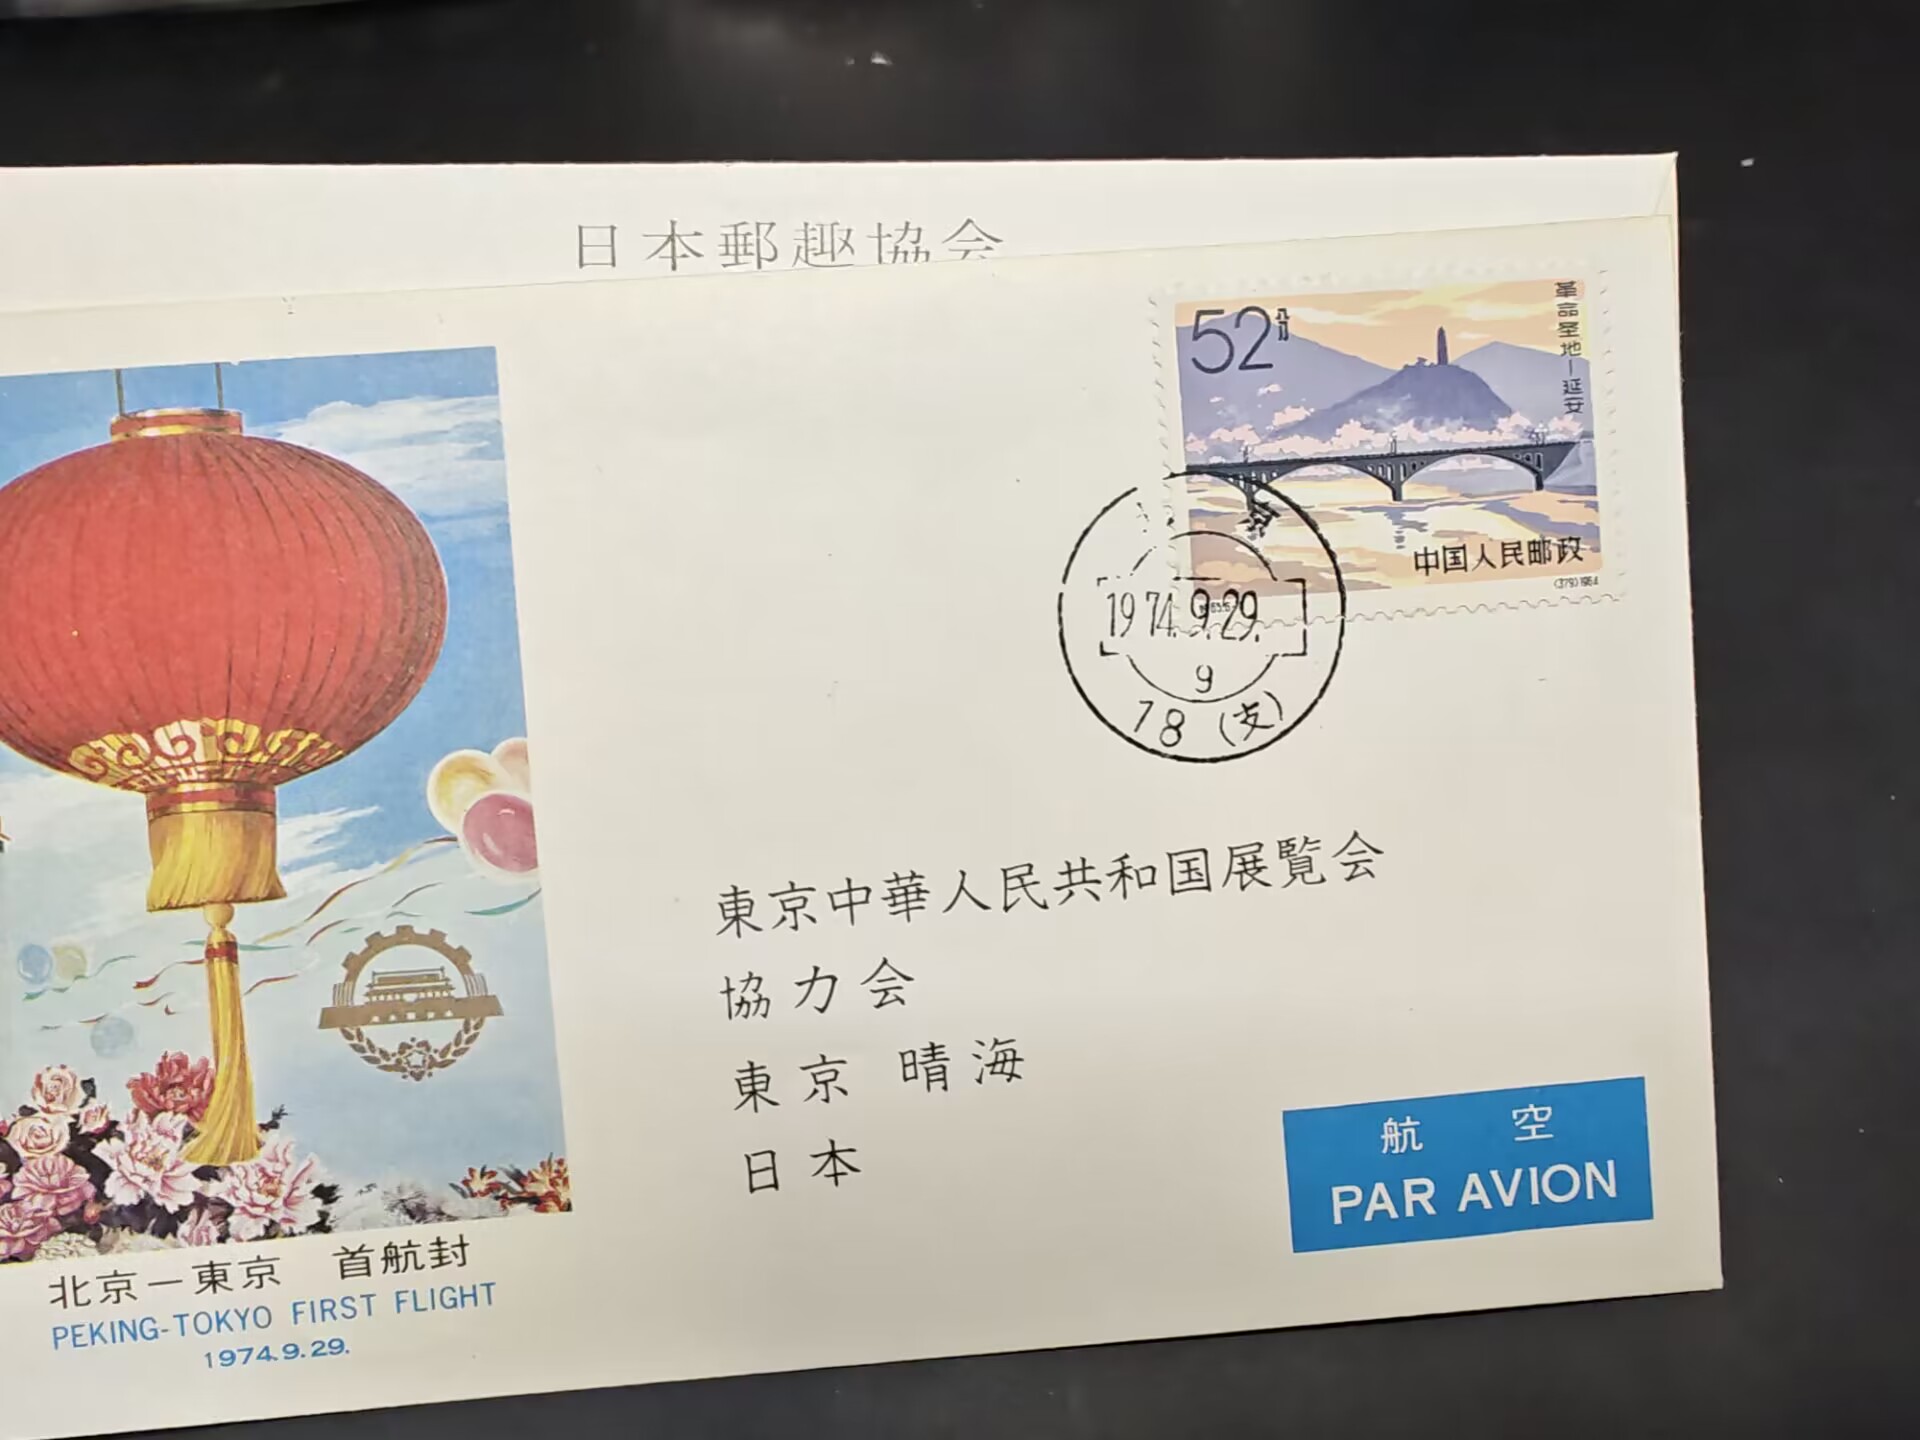 日本郵趣協会
52分
革命圣地—延安
中国人民邮政
(379)1964
1974.9.29.
9
78(支)
東京中華人民共和国展覧会
協力会
東京 晴海
日本
航空
PAR AVION
北京—東京 首航封
PEKING-TOKYO FIRST FLIGHT
1974.9.29.